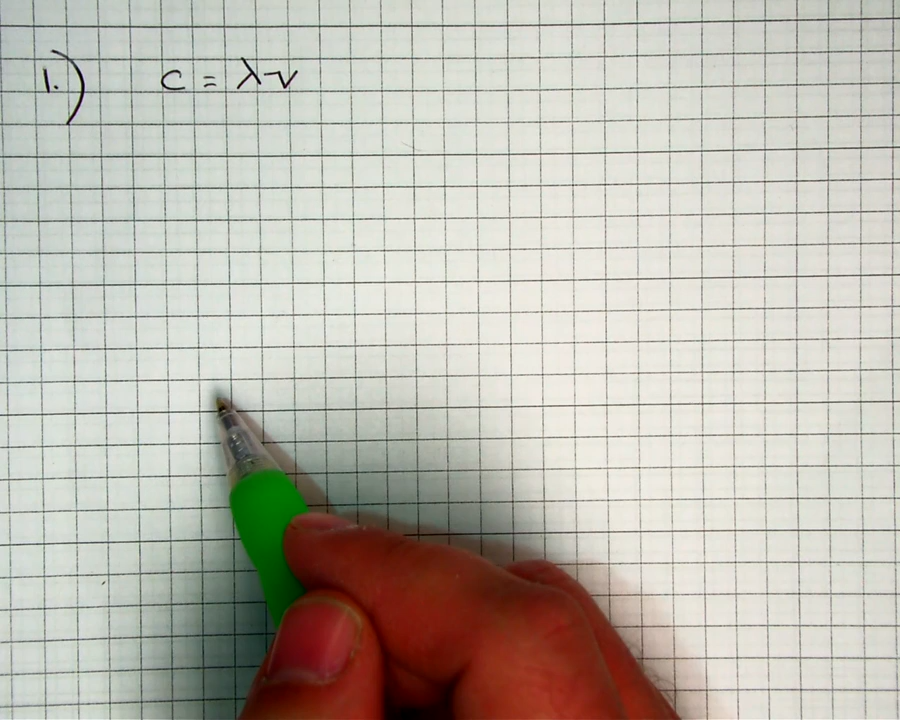 1.) c = λν